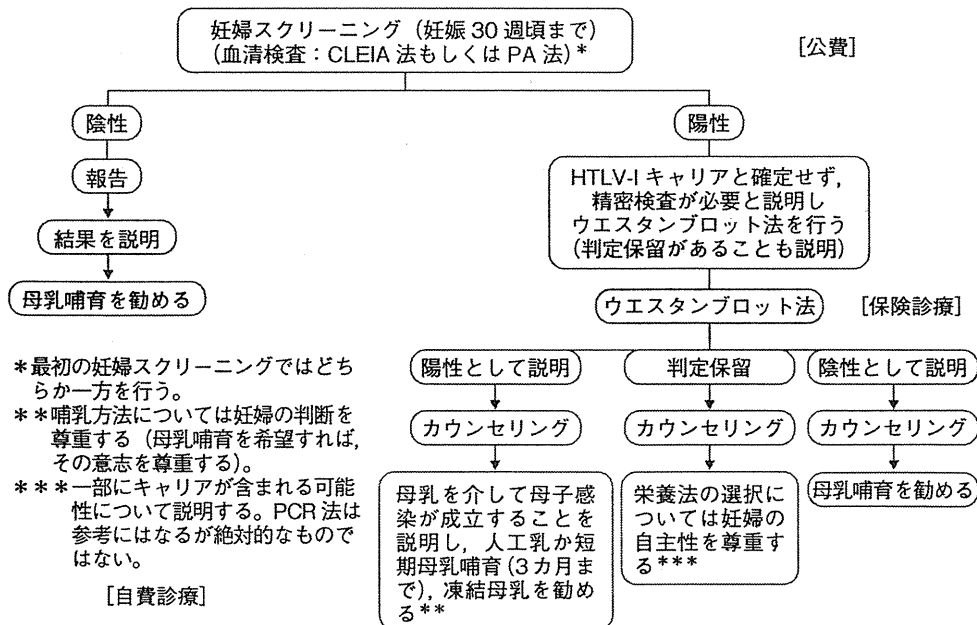 妊婦スクリーニング（妊娠30週頃まで）
（血清検査：CLEIA法もしくはPA法）*
［公費］
陰性
陽性
報告
結果を説明
母乳哺育を勧める
HTLV-Iキャリアと確定せず，
精密検査が必要と説明し
ウエスタンブロット法を行う
（判定保留があることも説明）
ウエスタンブロット法
［保険診療］
陽性として説明
判定保留
陰性として説明
カウンセリング
カウンセリング
カウンセリング
母乳を介して母子感
染が成立することを
説明し，人工乳か短
期母乳哺育（3カ月ま
で），凍結母乳を勧め
る**
栄養法の選択に
ついては妊婦の
自主性を尊重す
る***
母乳哺育を勧める
*最初の妊婦スクリーニングではどち
らか一方を行う。
**哺乳方法については妊婦の判断を
尊重する（母乳哺育を希望すれば，
その意志を尊重する）。
***一部にキャリアが含まれる可能
性について説明する。PCR法は
参考にはなるが絶対的なもので
はない。
［自費診療］